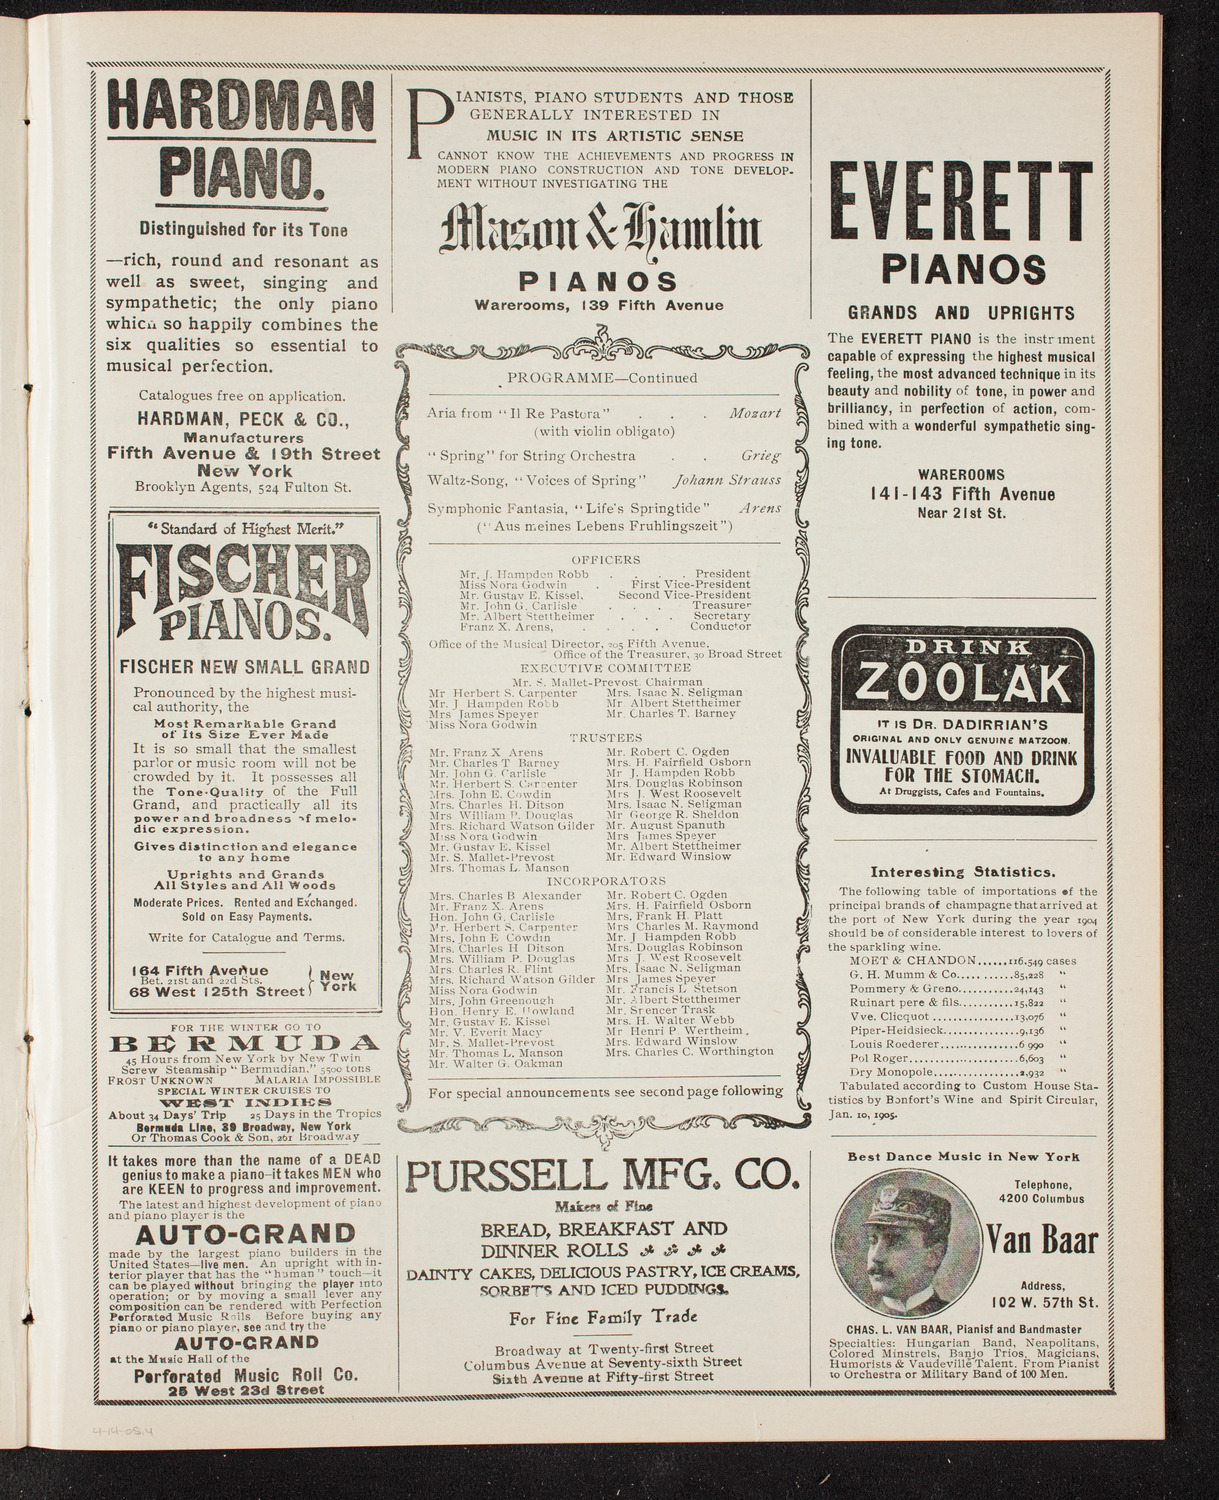 HARDMAN
PIANO.
Distinguished for its Tone
—rich, round and resonant as
well as sweet, singing and
sympathetic; the only piano
which so happily combines the
six qualities so essential to
musical perfection.
Catalogues free on application.
HARDMAN, PECK & CO.,
Manufacturers
Fifth Avenue & 19th Street
New York
Brooklyn Agents, 524 Fulton St.
"Standard of Highest Merit."
FISCHER
PIANOS.
FISCHER NEW SMALL GRAND
Pronounced by the highest musi-
cal authority, the
Most Remarkable Grand
of Its Size Ever Made
It is so small that the smallest
parlor or music room will not be
crowded by it. It possesses all
the Tone-Quality of the Full
Grand, and practically all its
power and broadness of melo-
dic expression.
Gives distinction and elegance
to any home
Uprights and Grands
All Styles and All Woods
Moderate Prices. Rented and Exchanged.
Sold on Easy Payments.
Write for Catalogue and Terms.
164 Fifth Avenue
Bet. 21st and 22d Sts.
68 West 125th Street
New
York
FOR THE WINTER GO TO
BERMUDA
45 Hours from New York by New Twin
Screw Steamship "Bermudian," 5500 tons
FROST UNKNOWN MALARIA IMPOSSIBLE
SPECIAL WINTER CRUISES TO
WEST INDIES
About 34 Days' Trip 25 Days in the Tropics
Bermuda Line, 39 Broadway, New York
Or Thomas Cook & Son, 261 Broadway
It takes more than the name of a DEAD
genius to make a piano—it takes MEN who
are KEEN to progress and improvement.
The latest and highest development of piano
and piano player is the
AUTO-GRAND
made by the largest piano builders in the
United States—live men. An upright with in-
terior player that has the "human" touch—it
can be played without bringing the player into
operation; or by moving a small lever any
composition can be rendered with Perfection
Perforated Music Rolls. Before buying any
piano or piano player, see and try the
AUTO-GRAND
at the Music Hall of the
Perforated Music Roll Co.
25 West 23d Street
PIANISTS, PIANO STUDENTS AND THOSE
GENERALLY INTERESTED IN
MUSIC IN ITS ARTISTIC SENSE
CANNOT KNOW THE ACHIEVEMENTS AND PROGRESS IN
MODERN PIANO CONSTRUCTION AND TONE DEVELOP-
MENT WITHOUT INVESTIGATING THE
Mason & Hamlin
PIANOS
Warerooms, 139 Fifth Avenue
PROGRAMME—Continued
Aria from "Il Re Pastora" . . . Mozart
(with violin obligato)
"Spring" for String Orchestra . . Grieg
Waltz-Song, "Voices of Spring" Johann Strauss
Symphonic Fantasia, "Life's Springtide" Arens
("Aus meines Lebens Fruhlingszeit")
OFFICERS
Mr. J. Hampden Robb . . . . President
Miss Nora Godwin . First Vice-President
Mr. Gustav E. Kissel, Second Vice-President
Mr. John G. Carlisle . . . Treasurer
Mr. Albert Stettheimer . . . Secretary
Franz X. Arens, . . . . Conductor
Office of the Musical Director, 305 Fifth Avenue,
Office of the Treasurer, 30 Broad Street
EXECUTIVE COMMITTEE
Mr. S. Mallet-Prevost, Chairman
Mr Herbert S. Carpenter Mrs. Isaac N. Seligman
Mr. J Hampden Robb Mr. Albert Stettheimer
Mrs James Speyer Mr. Charles T. Barney
Miss Nora Godwin
TRUSTEES
Mr. Franz X Arens Mr. Robert C. Ogden
Mr. Charles T Barney Mrs. H. Fairfield Osborn
Mr. John G. Carlisle Mr J. Hampden Robb
Mr. Herbert S. Carpenter Mrs. Douglas Robinson
Mrs. John E. Cowdin Mrs J. West Roosevelt
Mrs. Charles H. Ditson Mrs. Isaac N. Seligman
Mrs William P. Douglas Mr George R. Sheldon
Mrs. Richard Watson Gilder Mr. August Spanuth
Miss Nora Godwin Mrs James Speyer
Mr. Gustav E. Kissel Mr. Albert Stettheimer
Mr. S. Mallet-Prevost Mr. Edward Winslow
Mrs. Thomas L. Manson
INCORPORATORS
Mrs. Charles B Alexander Mr. Robert C. Ogden
Mr. Franz X. Arens Mrs. H. Fairfield Osborn
Hon. John G. Carlisle Mrs. Frank H. Platt
Mr. Herbert S. Carpenter Mrs Charles M. Raymond
Mrs. John E Cowdin Mr. J Hampden Robb
Mrs. Charles H Ditson Mrs. Douglas Robinson
Mrs. William P. Douglas Mrs J. West Roosevelt
Mrs. Charles R. Flint Mrs. Isaac N. Seligman
Mrs. Richard Watson Gilder Mrs James Speyer
Miss Nora Godwin Mr. Francis L Stetson
Mrs. John Greenough Mr. Albert Stettheimer
Hon. Henry E. Howland Mr. Spencer Trask
Mr. Gustav E. Kissel Mrs. H. Walter Webb
Mr. V. Everit Macy Mr Henri P. Wertheim,
Mr. S. Mallet-Prevost Mrs. Edward Winslow
Mr. Thomas L. Manson Mrs. Charles C. Worthington
Mr. Walter G. Oakman
For special announcements see second page following
PURSSELL MFG. CO.
Makers of Fine
BREAD, BREAKFAST AND
DINNER ROLLS
DAINTY CAKES, DELICIOUS PASTRY, ICE CREAMS,
SORBETS AND ICED PUDDINGS.
For Fine Family Trade
Broadway at Twenty-first Street
Columbus Avenue at Seventy-sixth Street
Sixth Avenue at Fifty-first Street
EVERETT
PIANOS
GRANDS AND UPRIGHTS
The EVERETT PIANO is the instrument
capable of expressing the highest musical
feeling, the most advanced technique in its
beauty and nobility of tone, in power and
brilliancy, in perfection of action, com-
bined with a wonderful sympathetic sing-
ing tone.
WAREROOMS
141-143 Fifth Avenue
Near 21st St.
DRINK
ZOOLAK
IT IS DR. DADIRRIAN'S
ORIGINAL AND ONLY GENUINE MATZOON.
INVALUABLE FOOD AND DRINK
FOR THE STOMACH.
At Druggists, Cafes and Fountains.
Interesting Statistics.
The following table of importations of the
principal brands of champagne that arrived at
the port of New York during the year 1904
should be of considerable interest to lovers of
the sparkling wine.
MOET & CHANDON......116,549 cases
G. H. Mumm & Co...........85,228 "
Pommery & Greno...........24,143 "
Ruinart pere & fils...........15,822 "
Vve. Clicquot................13,076 "
Piper-Heidsieck..............9,136 "
Louis Roederer..............6 990 "
Pol Roger....................6,603 "
Dry Monopole................2,932 "
Tabulated according to Custom House Sta-
tistics by Bonfort's Wine and Spirit Circular,
Jan. 10, 1905.
Best Dance Music in New York
Telephone,
4200 Columbus
Van Baar
Address,
102 W. 57th St.
CHAS. L. VAN BAAR, Pianist and Bandmaster
Specialties: Hungarian Band, Neapolitans,
Colored Minstrels, Banjo Trios, Magicians,
Humorists & Vaudeville Talent. From Pianist
to Orchestra or Military Band of 100 Men.
4-14-05.4